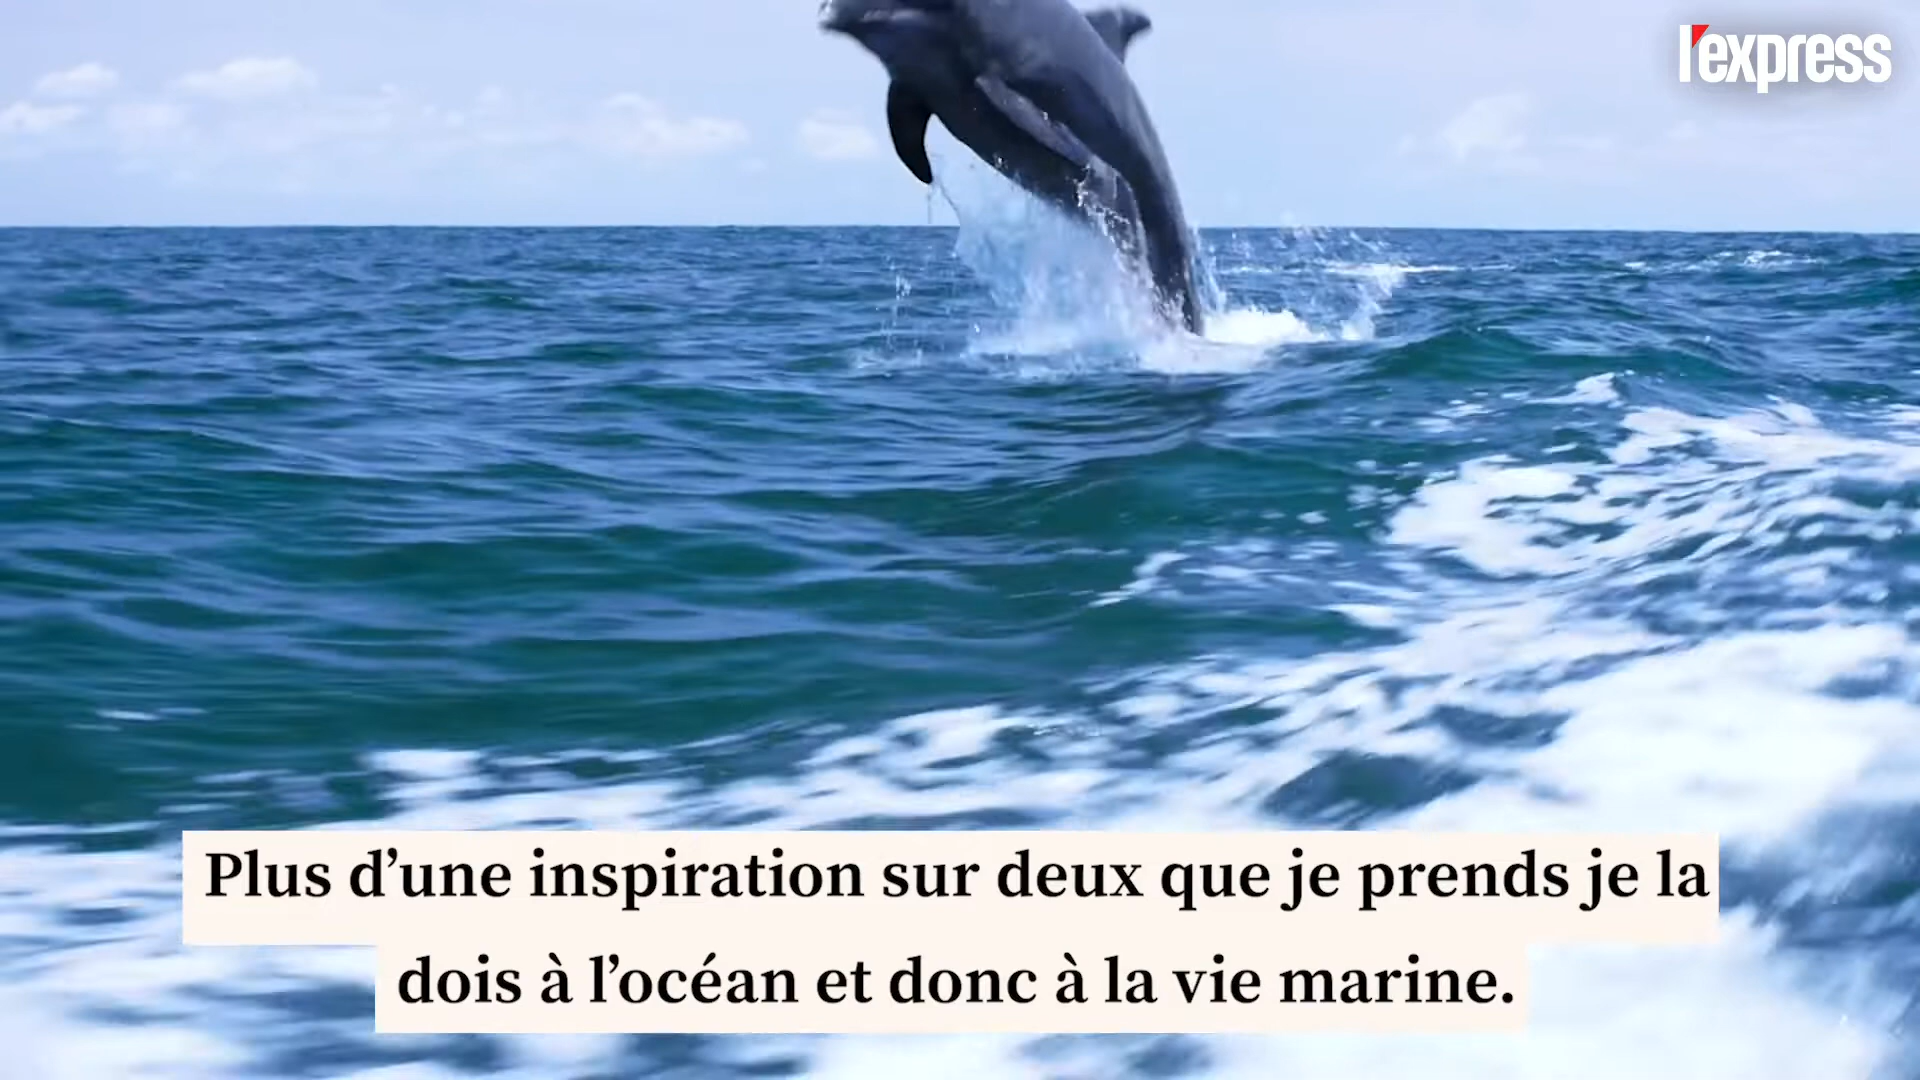 l'express
Plus d’une inspiration sur deux que je prends je la
dois à l’océan et donc à la vie marine.